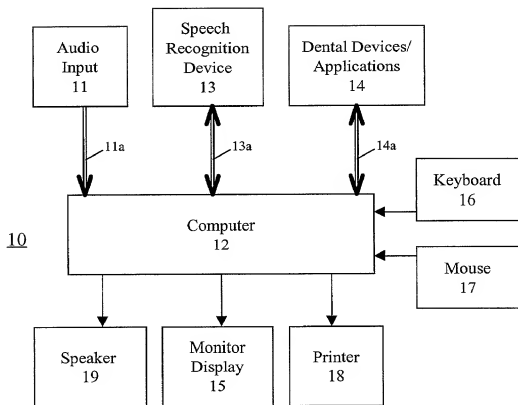 Audio
Input
11
Speech
Recognition
Device
13
Dental Devices/
Applications
14
11a
13a
14a
Keyboard
16
Computer
12
10
Mouse
17
Speaker
19
Monitor
Display
15
Printer
18